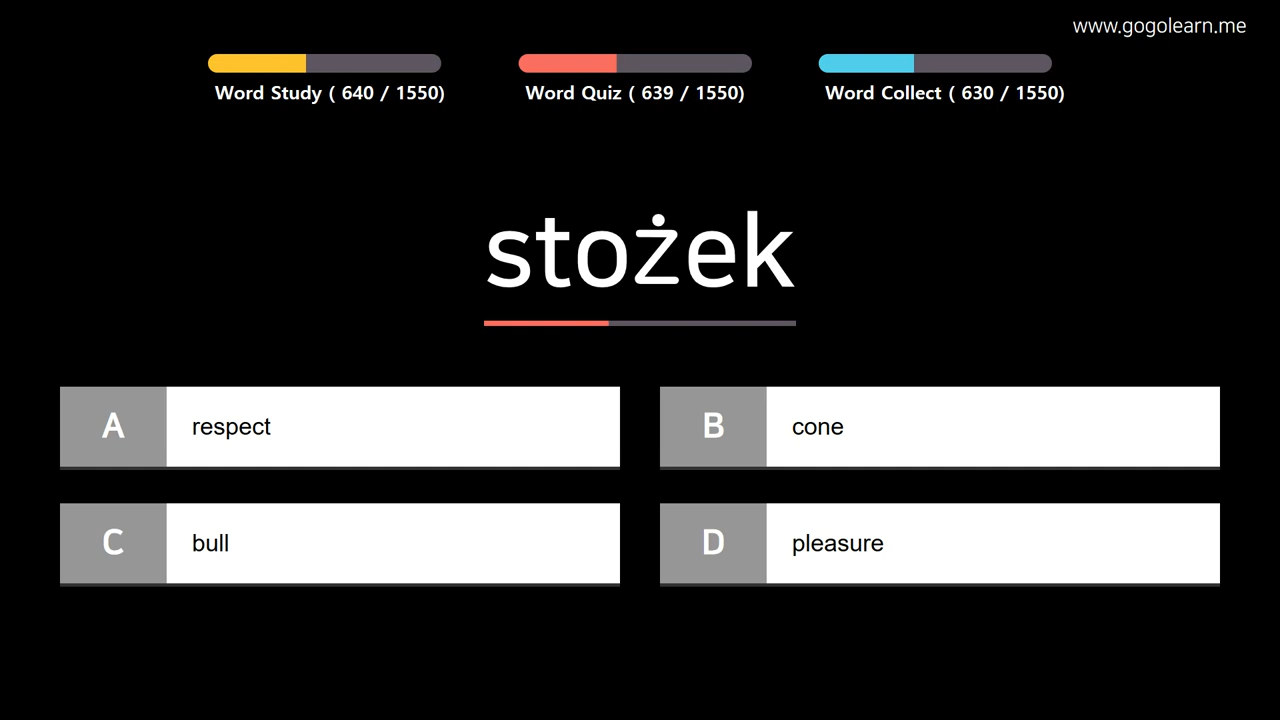 www.gogolearn.me
Word Study ( 640 / 1550)
Word Quiz ( 639 / 1550)
Word Collect ( 630 / 1550)
stożek
A respect
B cone
C bull
D pleasure